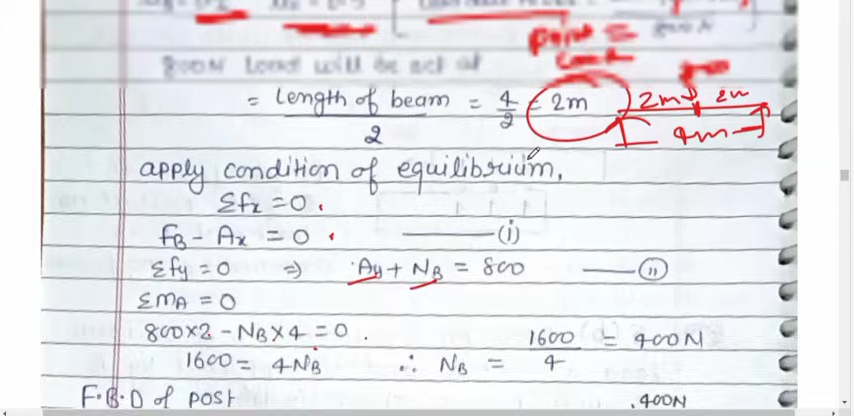 point =
Load
800N
800N Load will be act at
= Length of beam / 2 = 4/2 = 2m
2m 2m
4m
apply condition of equilibrium,
Σfx = 0.
FB - Ax = 0 ——— (i)
Σfy = 0 ⇒ Ay + NB = 800 ——— (ii)
ΣMA = 0
800×2 - NB×4 = 0.
1600 = 4NB ∴ NB = 1600/4 = 400N
F.B.D of post
400N